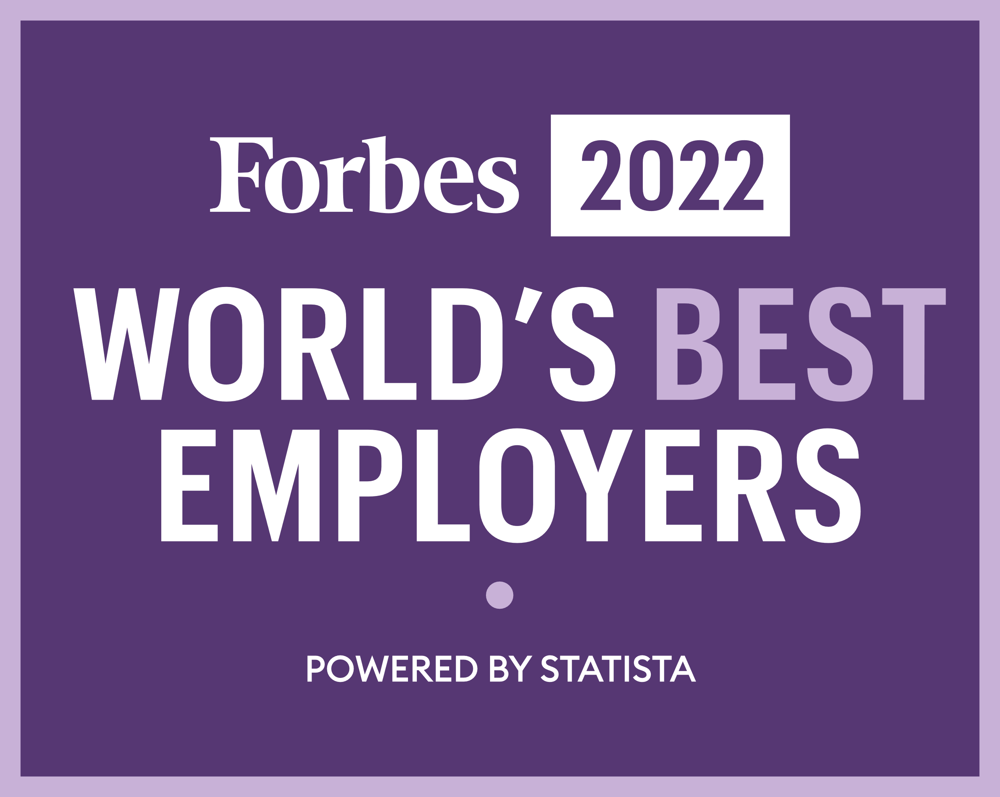 Forbes 2022
WORLD'S BEST
EMPLOYERS
POWERED BY STATISTA